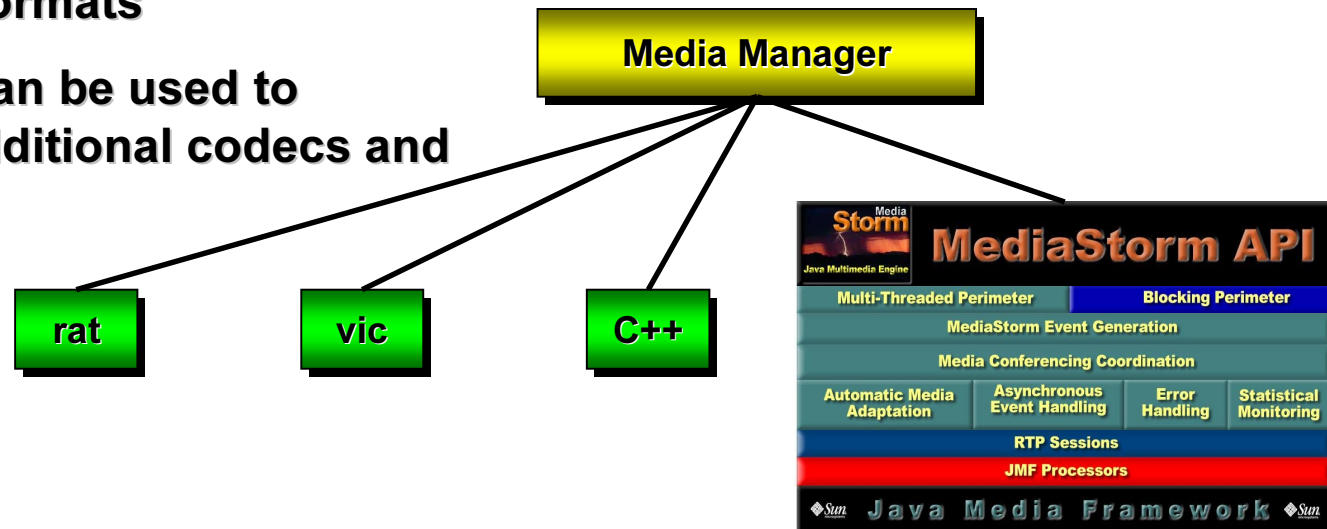 ormats
an be used to
ditional codecs and
Media Manager
rat
vic
C++
Media
Storm
Java Multimedia Engine
MediaStorm API
Multi-Threaded Perimeter
Blocking Perimeter
MediaStorm Event Generation
Media Conferencing Coordination
Automatic Media
Adaptation
Asynchronous
Event Handling
Error
Handling
Statistical
Monitoring
RTP Sessions
JMF Processors
Sun Java Media Framework Sun